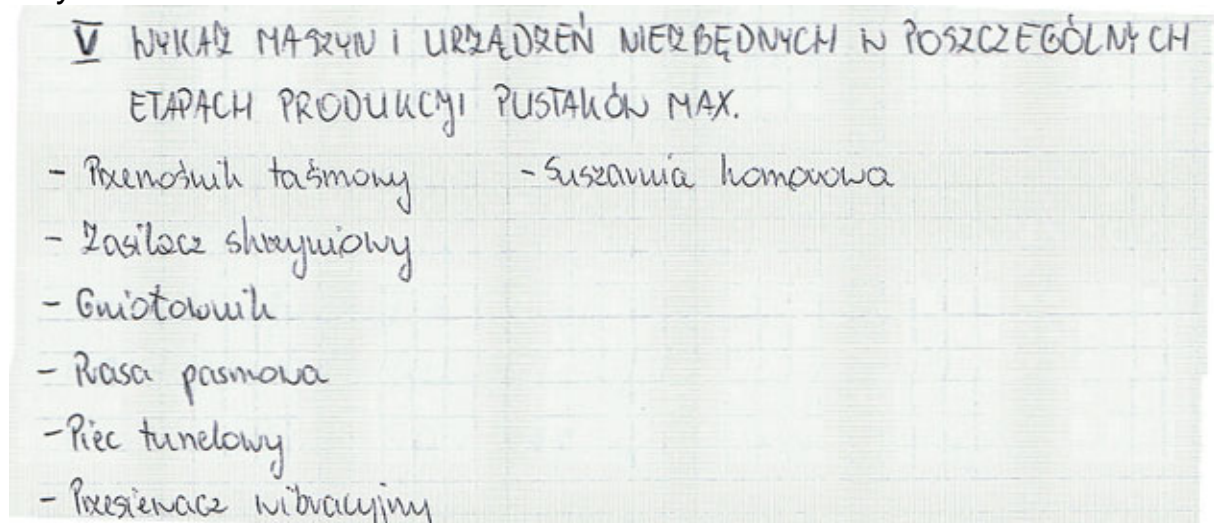 V WYKAZ MASZYN I URZĄDZEŃ NIEZBĘDNYCH W POSZCZEGÓLNYCH
ETAPACH PRODUKCJI PUSTAKÓW MAX.
- Przenośnik taśmowy - Suszarnia komorowa
- Zasilacz skrzyniowy
- Gniotownik
- Prasa pasmowa
- Piec tunelowy
- Przesiewacz wibracyjny